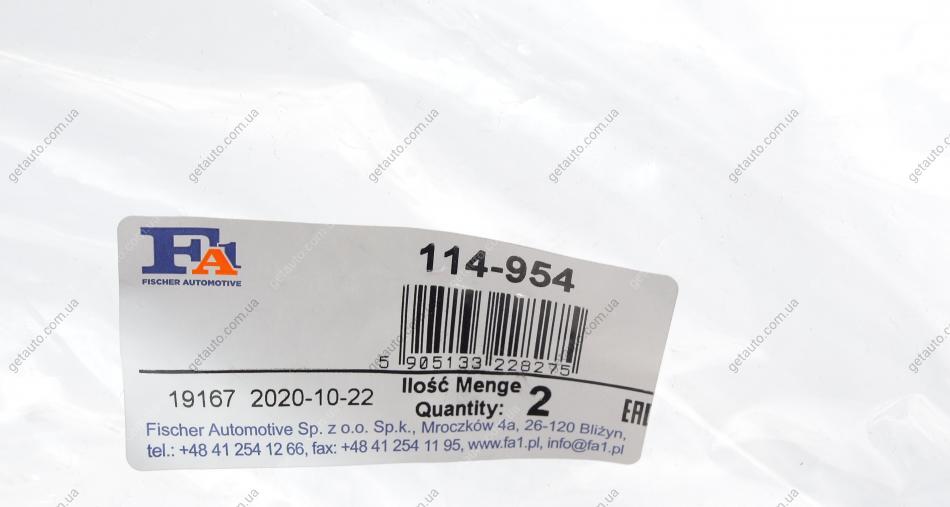 FA1
FISCHER AUTOMOTIVE
114-954
5 905133 228275
19167 2020-10-22
Ilość Menge
Quantity: 2
EAC
Fischer Automotive Sp. z o.o. Sp.k., Mroczków 4a, 26-120 Bliżyn,
tel.: +48 41 254 12 66, fax: +48 41 254 11 95, www.fa1.pl, info@fa1.pl
getauto.com.ua